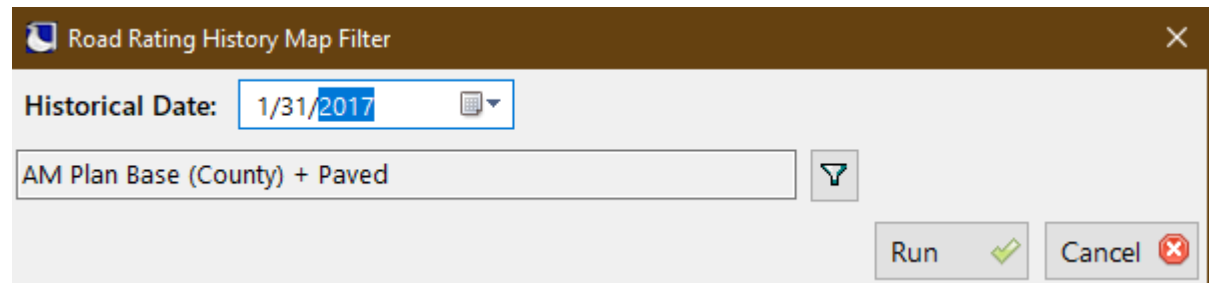 Road Rating History Map Filter
Historical Date: 1/31/2017
AM Plan Base (County) + Paved
Run Cancel